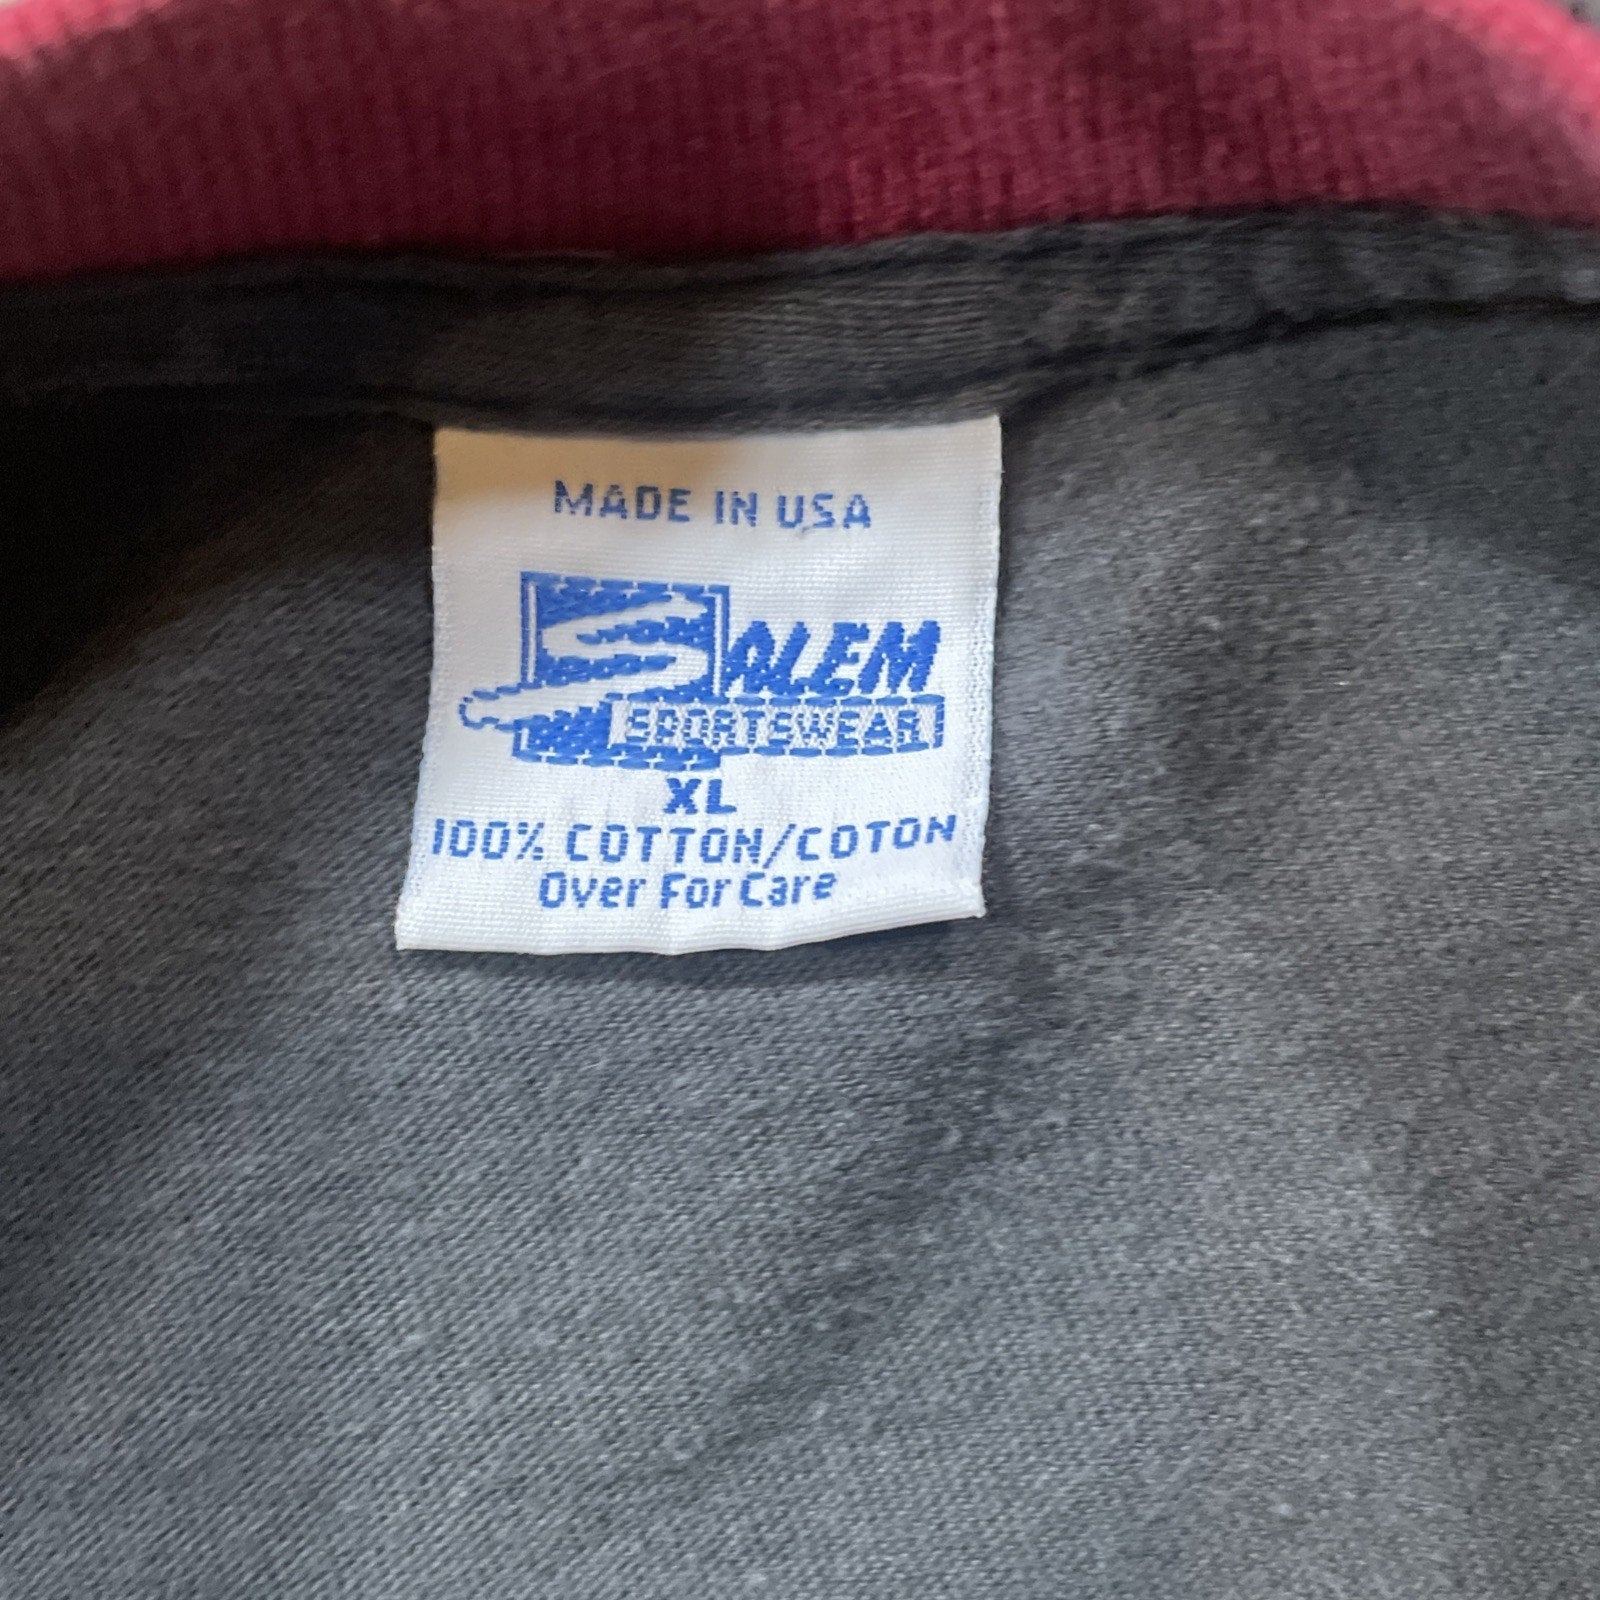 MADE IN USA
SALEM
SPORTSWEAR
XL
100% COTTON/COTON
Over For Care